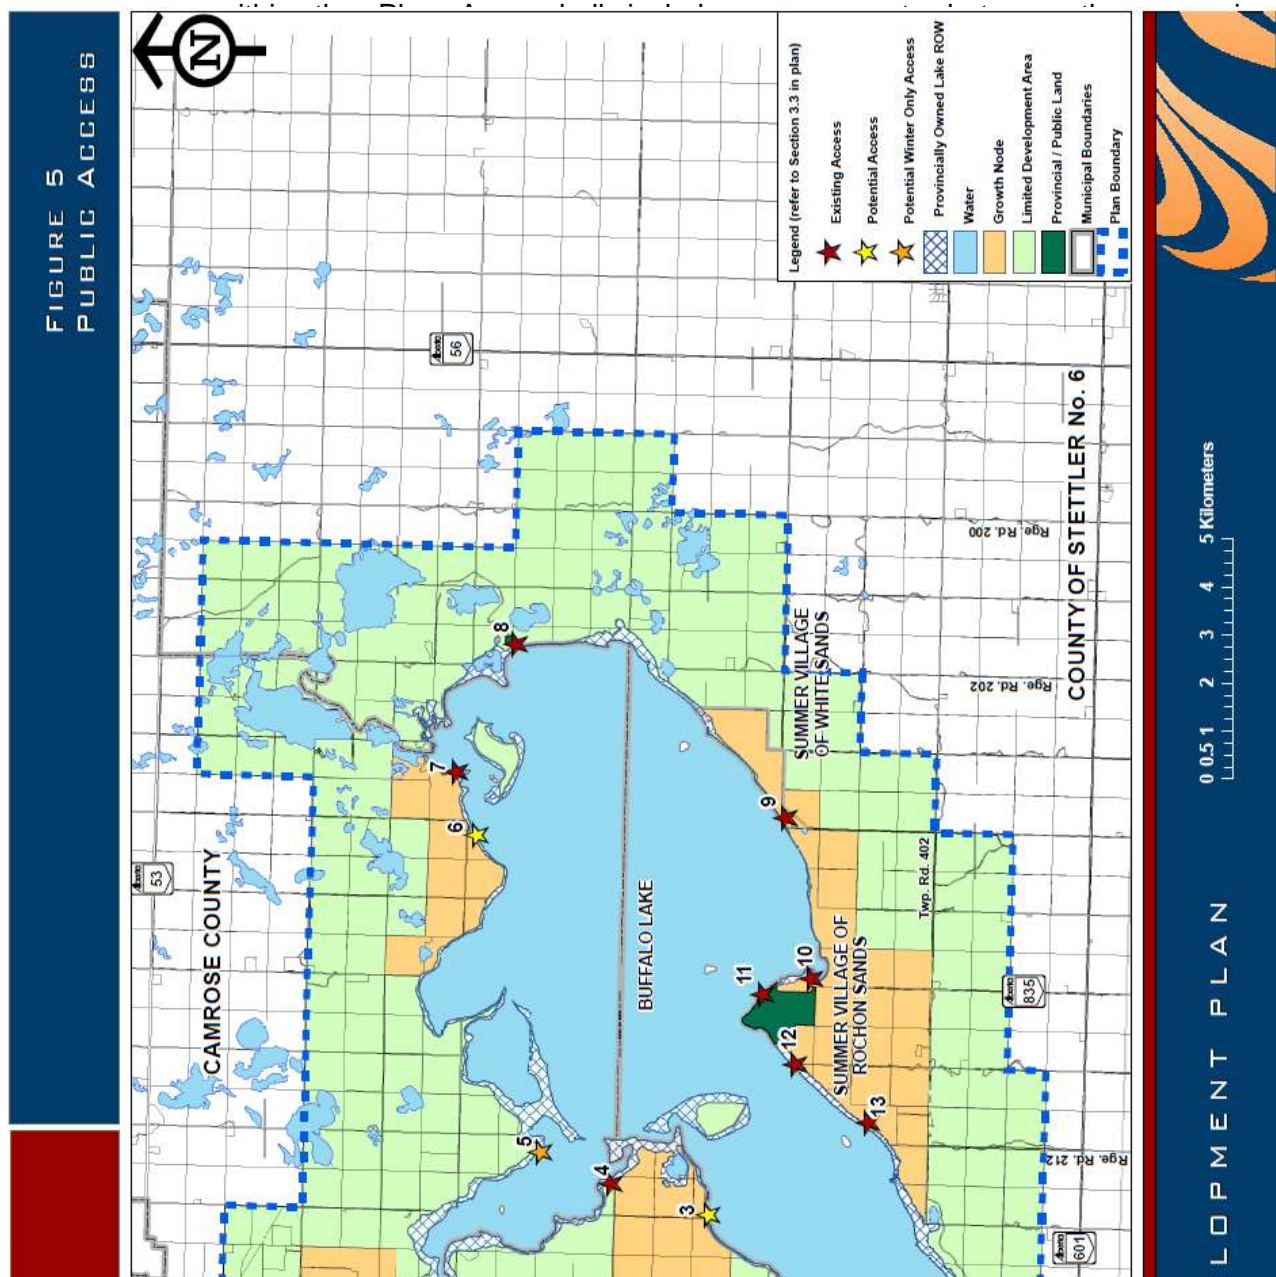 FIGURE 5
PUBLIC ACCESS
N
Legend (refer to Section 3.3 in plan)
Existing Access
Potential Access
Potential Winter Only Access
Provincially Owned Lake ROW
Water
Growth Node
Limited Development Area
Provincial / Public Land
Municipal Boundaries
Plan Boundary
Alberta
53
CAMROSE COUNTY
Alberta
56
8
7
6
5
4
3
BUFFALO LAKE
9
10
11
12
13
SUMMER VILLAGE
OF WHITE SANDS
SUMMER VILLAGE OF
ROCHON SANDS
Twp. Rd. 402
Rge. Rd. 200
Rge. Rd. 202
Rge. Rd. 212
COUNTY OF STETTLER No. 6
Alberta
835
Alberta
601
0 0.5 1 2 3 4 5 Kilometers
LOPMENT PLAN